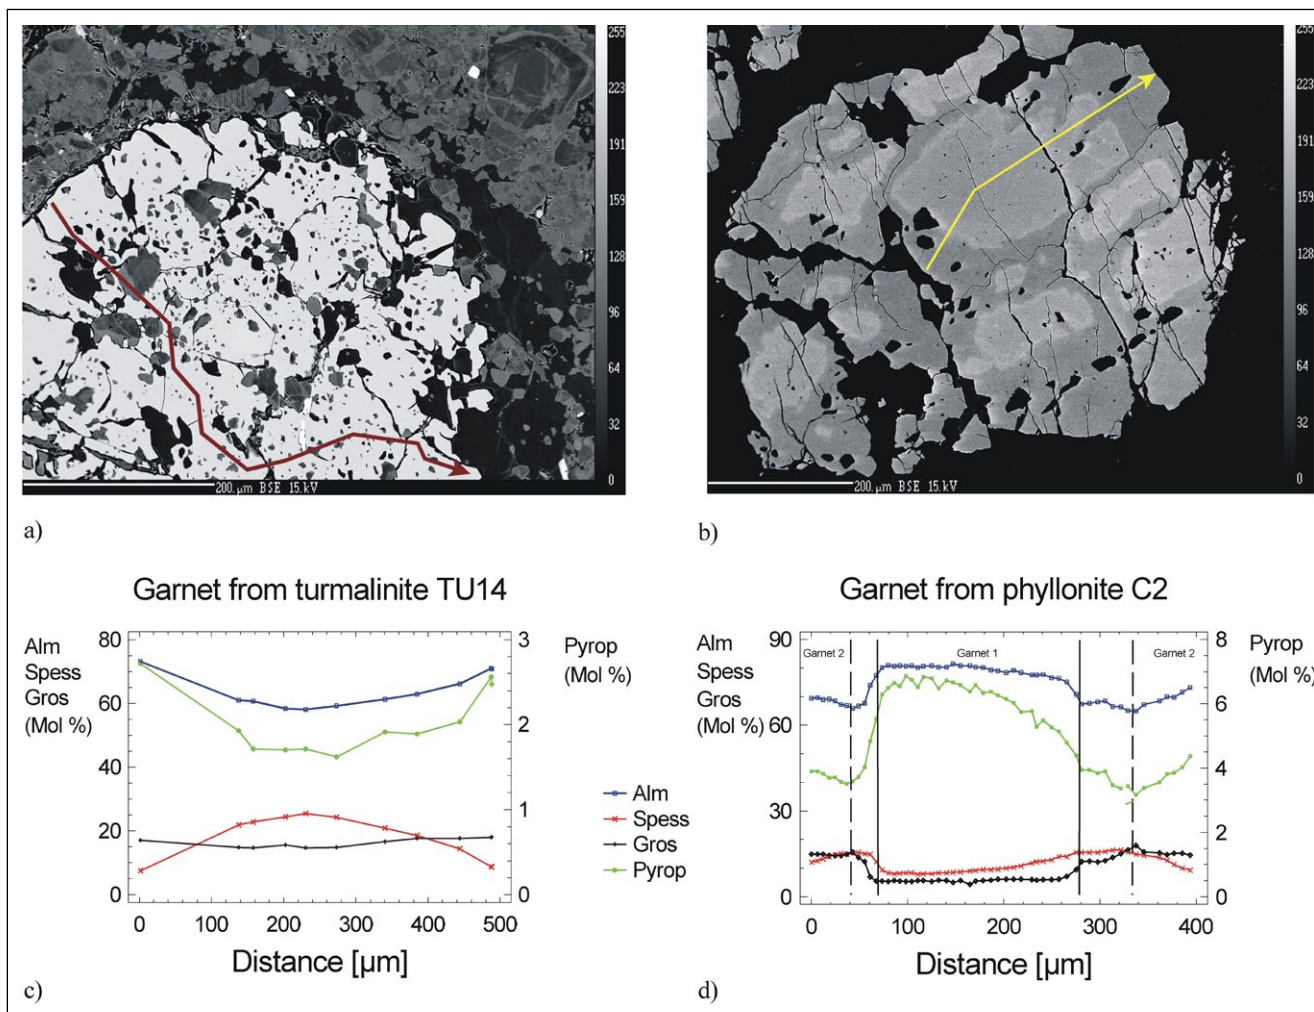 255
223
191
159
128
96
64
32
0
200. µm BSE 15.kV
a)
255
223
191
159
128
96
64
32
0
200. µm BSE 15.kV
b)
Garnet from turmalinite TU14
Alm
Spess
Gros
(Mol %)
80
60
40
20
0
3
2
1
0
Pyrop
(Mol %)
0 100 200 300 400 500
Distance [µm]
c)
Alm
Spess
Gros
Pyrop
Garnet from phyllonite C2
Alm
Spess
Gros
(Mol %)
90
60
30
0
Garnet 2 Garnet 1 Garnet 2
8
6
4
2
0
Pyrop
(Mol %)
0 100 200 300 400
Distance [µm]
d)